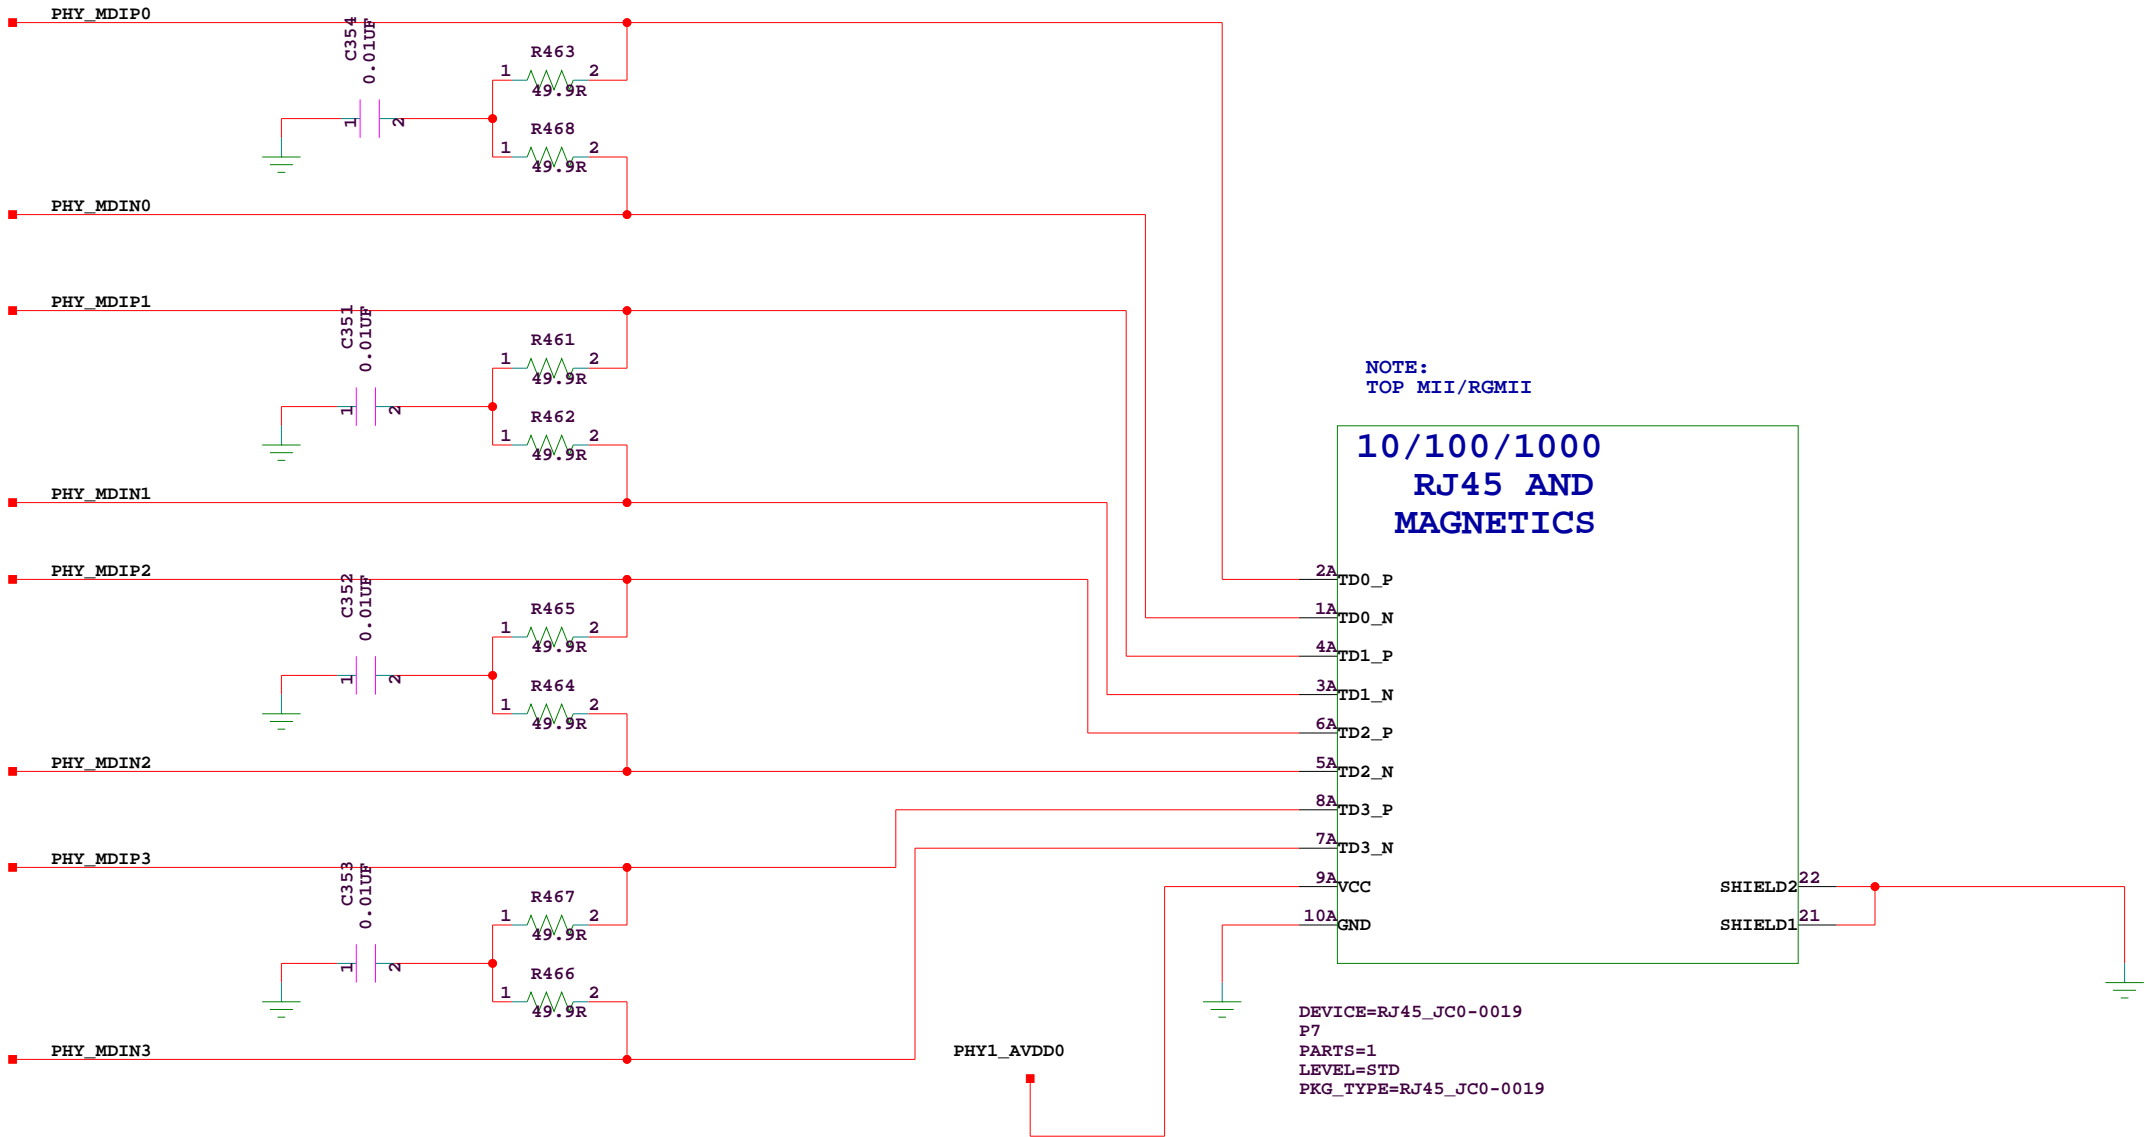 PHY_MDIP0
C354
0.01UF
1
2
R463
1
2
49.9R
R468
1
2
49.9R
PHY_MDIN0
PHY_MDIP1
C351
0.01UF
1
2
R461
1
2
49.9R
R462
1
2
49.9R
PHY_MDIN1
PHY_MDIP2
C352
0.01UF
1
2
R465
1
2
49.9R
R464
1
2
49.9R
PHY_MDIN2
PHY_MDIP3
C353
0.01UF
1
2
R467
1
2
49.9R
R466
1
2
49.9R
PHY_MDIN3
PHY1_AVDD0
NOTE:
TOP MII/RGMII
10/100/1000
RJ45 AND
MAGNETICS
2A TD0_P
1A TD0_N
4A TD1_P
3A TD1_N
6A TD2_P
5A TD2_N
8A TD3_P
7A TD3_N
9A VCC
10A GND
SHIELD2 22
SHIELD1 21
DEVICE=RJ45_JC0-0019
P7
PARTS=1
LEVEL=STD
PKG_TYPE=RJ45_JC0-0019